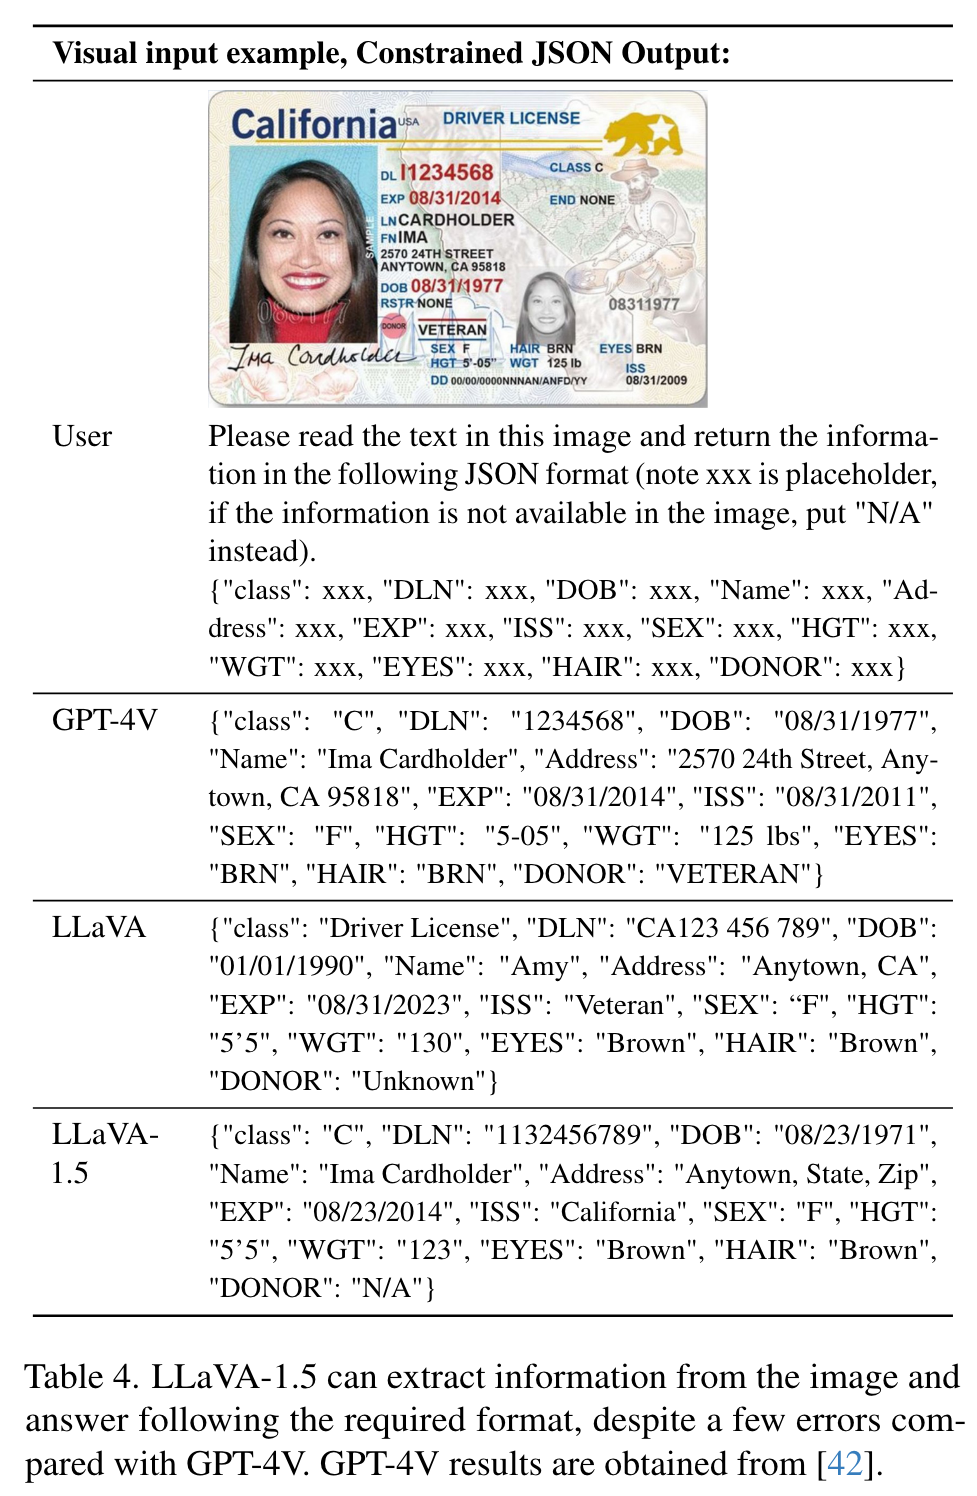 Visual input example, Constrained JSON Output:
California USA DRIVER LICENSE
DL I1234568 CLASS C
EXP 08/31/2014 END NONE
LN CARDHOLDER
FN IMA
2570 24TH STREET
ANYTOWN, CA 95818
DOB 08/31/1977
RSTR NONE 08311977
DONOR VETERAN
SAMPLE
083177
Ima Cardholder
SEX F HAIR BRN EYES BRN
HGT 5'-05" WGT 125 lb ISS
DD 00/00/0000NNNAN/ANFD/YY 08/31/2009
User Please read the text in this image and return the informa-
tion in the following JSON format (note xxx is placeholder,
if the information is not available in the image, put "N/A"
instead).
{"class": xxx, "DLN": xxx, "DOB": xxx, "Name": xxx, "Ad-
dress": xxx, "EXP": xxx, "ISS": xxx, "SEX": xxx, "HGT": xxx,
"WGT": xxx, "EYES": xxx, "HAIR": xxx, "DONOR": xxx}
GPT-4V {"class": "C", "DLN": "1234568", "DOB": "08/31/1977",
"Name": "Ima Cardholder", "Address": "2570 24th Street, Any-
town, CA 95818", "EXP": "08/31/2014", "ISS": "08/31/2011",
"SEX": "F", "HGT": "5-05", "WGT": "125 lbs", "EYES":
"BRN", "HAIR": "BRN", "DONOR": "VETERAN"}
LLaVA {"class": "Driver License", "DLN": "CA123 456 789", "DOB":
"01/01/1990", "Name": "Amy", "Address": "Anytown, CA",
"EXP": "08/31/2023", "ISS": "Veteran", "SEX": “F", "HGT":
"5’5", "WGT": "130", "EYES": "Brown", "HAIR": "Brown",
"DONOR": "Unknown"}
LLaVA- {"class": "C", "DLN": "1132456789", "DOB": "08/23/1971",
1.5 "Name": "Ima Cardholder", "Address": "Anytown, State, Zip",
"EXP": "08/23/2014", "ISS": "California", "SEX": "F", "HGT":
"5’5", "WGT": "123", "EYES": "Brown", "HAIR": "Brown",
"DONOR": "N/A"}
Table 4. LLaVA-1.5 can extract information from the image and
answer following the required format, despite a few errors com-
pared with GPT-4V. GPT-4V results are obtained from [42].